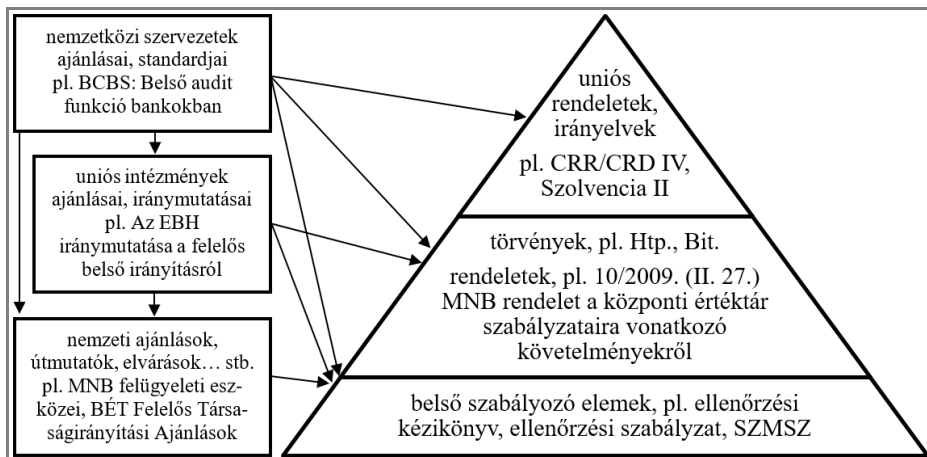 nemzetközi szervezetek
ajánlásai, standardjai
pl. BCBS: Belső audit
funkció bankokban
uniós intézmények
ajánlásai, iránymutatásai
pl. Az EBH
iránymutatása a felelős
belső irányításról
nemzeti ajánlások,
útmutatók, elvárások… stb.
pl. MNB felügyeleti esz-
közei, BÉT Felelős Társa-
ságirányítási Ajánlások
uniós
rendeletek,
irányelvek
pl. CRR/CRD IV,
Szolvencia II
törvények, pl. Htp., Bit.
rendeletek, pl. 10/2009. (II. 27.)
MNB rendelet a központi értéktár
szabályzataira vonatkozó
követelményekről
belső szabályozó elemek, pl. ellenőrzési
kézikönyv, ellenőrzési szabályzat, SZMSZ